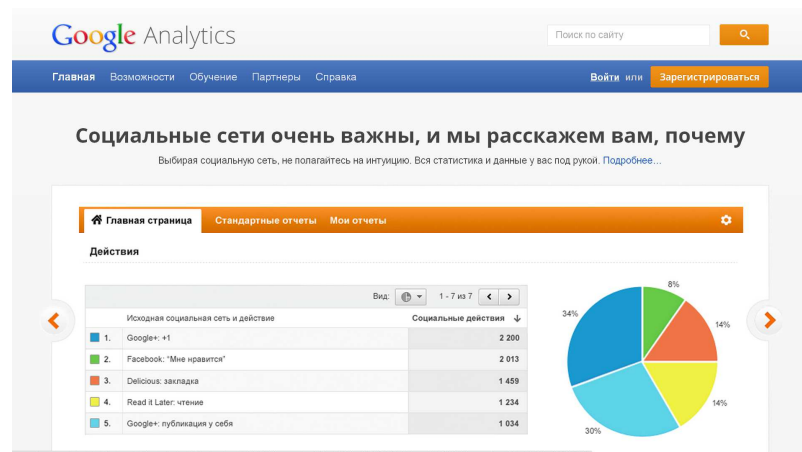 Google Analytics
Поиск по сайту
Главная Возможности Обучение Партнеры Справка
Войти или Зарегистрироваться
Социальные сети очень важны, и мы расскажем вам, почему
Выбирая социальную сеть, не полагайтесь на интуицию. Вся статистика и данные у вас под рукой. Подробнее…
Главная страница Стандартные отчеты Мои отчеты
Действия
Вид: 1 - 7 из 7
Исходная социальная сеть и действие Социальные действия
1. Google+: +1 2 200
2. Facebook: "Мне нравится" 2 013
3. Delicious: закладка 1 459
4. Read it Later: чтение 1 234
5. Google+: публикация у себя 1 034
8%
34%
14%
14%
30%